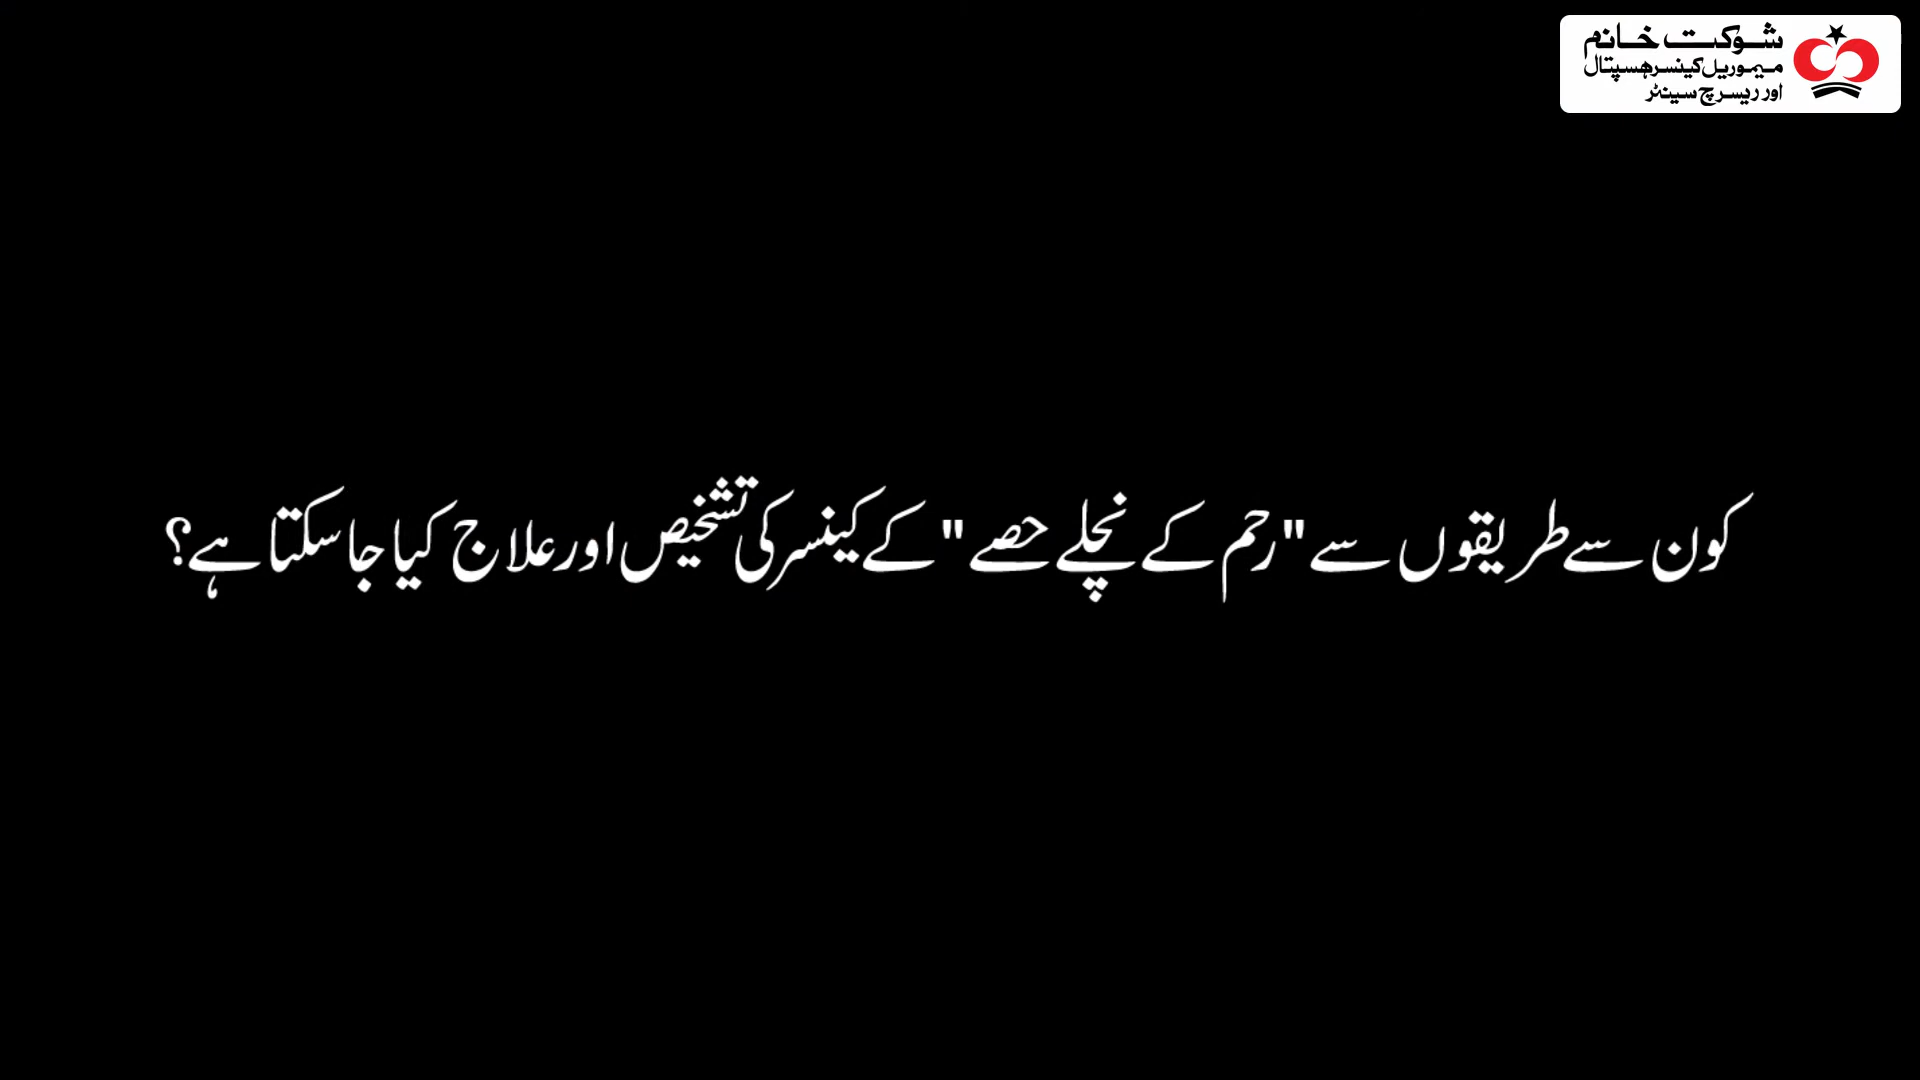 شوکت خانم
میموریل کینسر ہسپتال
اور ریسرچ سینٹر
کون سے طریقوں سے "رحم کے نچلے حصے" کے کینسر کی تشخیص اور علاج کیا جا سکتا ہے؟